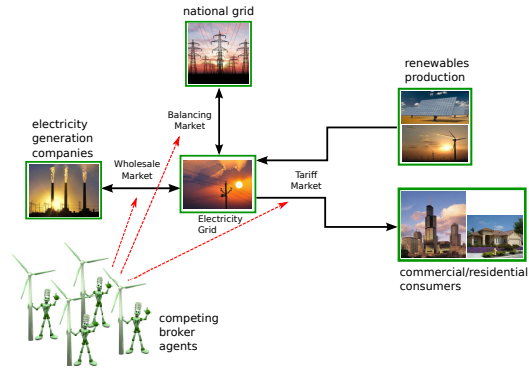 national grid
renewables
production
Balancing
Market
electricity
generation
companies
Wholesale
Market
Tariff
Market
Electricity
Grid
commercial/residential
consumers
competing
broker
agents